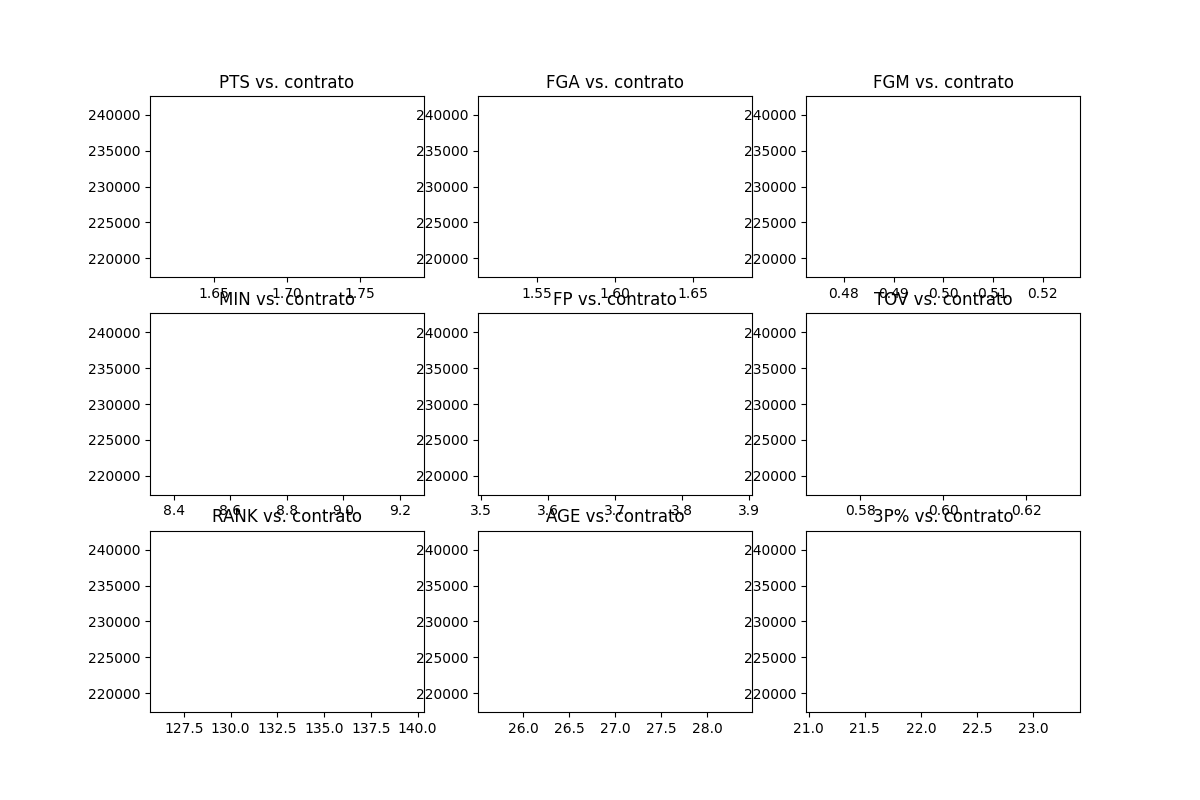 PTS vs. contrato
FGA vs. contrato
FGM vs. contrato
240000
235000
230000
225000
220000
1.65 1.70 1.75
240000
235000
230000
225000
220000
1.55 1.60 1.65
240000
235000
230000
225000
220000
0.48 0.49 0.50 0.51 0.52
MIN vs. contrato
FP vs. contrato
TOV vs. contrato
240000
235000
230000
225000
220000
8.4 8.6 8.8 9.0 9.2
240000
235000
230000
225000
220000
3.5 3.6 3.7 3.8 3.9
240000
235000
230000
225000
220000
0.58 0.60 0.62
RANK vs. contrato
AGE vs. contrato
3P% vs. contrato
240000
235000
230000
225000
220000
127.5 130.0 132.5 135.0 137.5 140.0
240000
235000
230000
225000
220000
26.0 26.5 27.0 27.5 28.0
240000
235000
230000
225000
220000
21.0 21.5 22.0 22.5 23.0